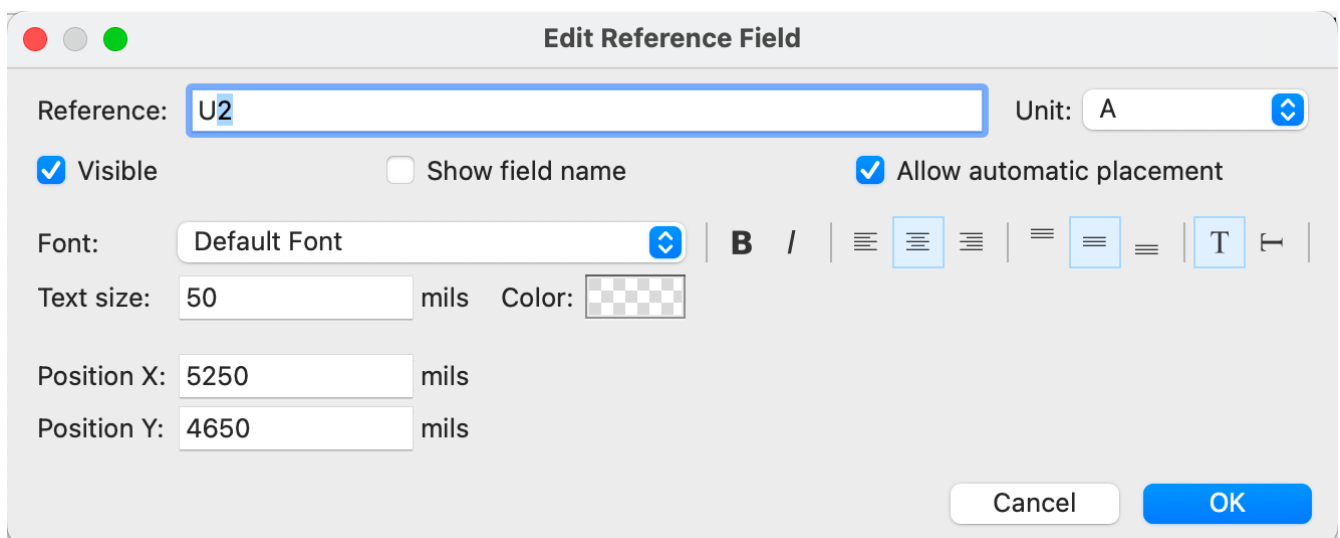 Edit Reference Field
Reference: U2 Unit: A
Visible Show field name Allow automatic placement
Font: Default Font B I T T
Text size: 50 mils Color:
Position X: 5250 mils
Position Y: 4650 mils
Cancel OK